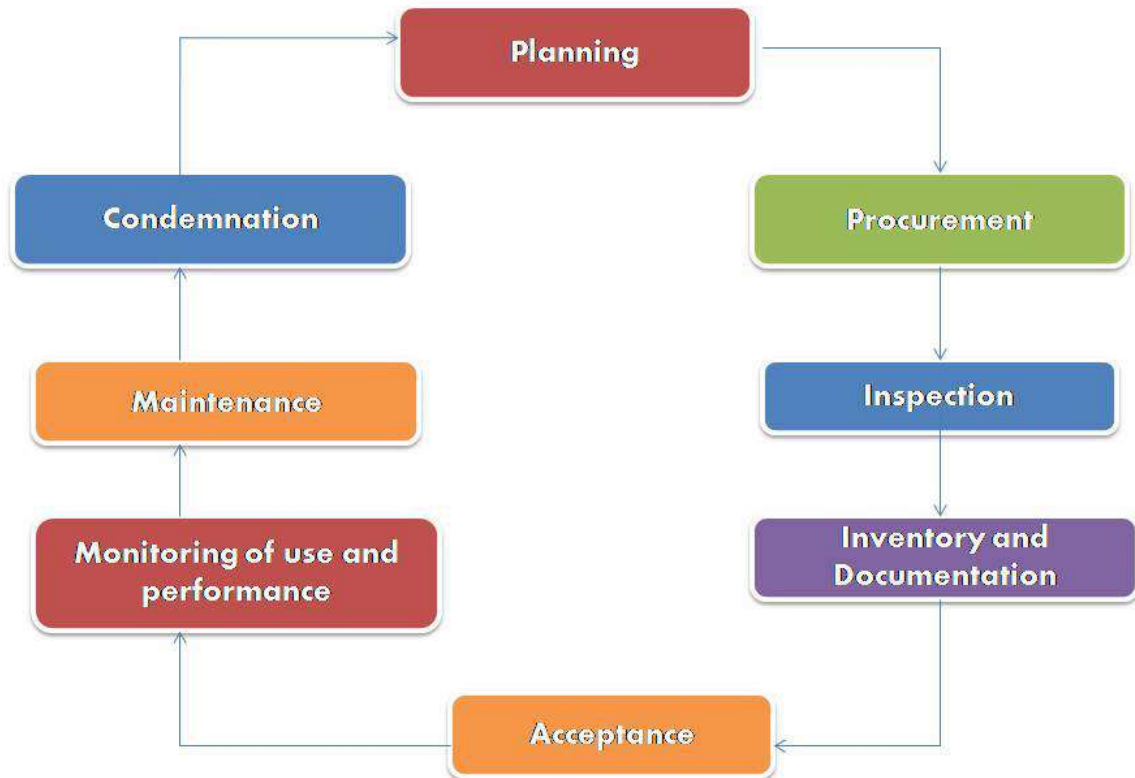 Planning
Procurement
Inspection
Inventory and
Documentation
Acceptance
Monitoring of use and
performance
Maintenance
Condemnation